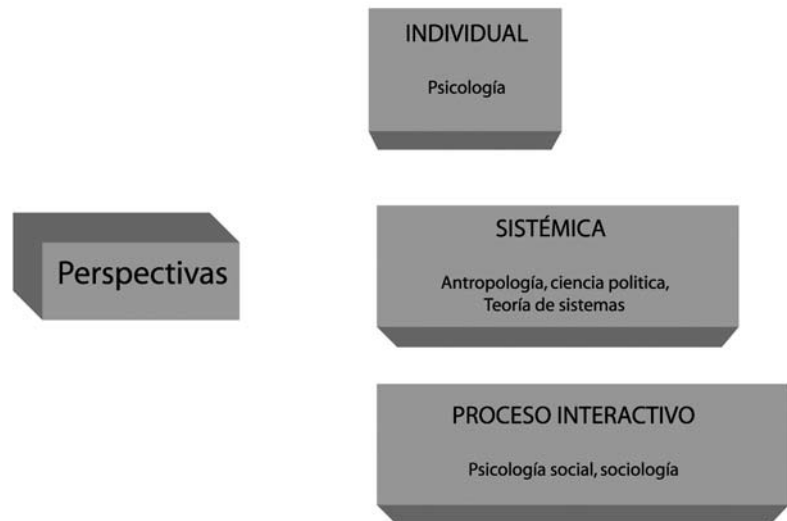 INDIVIDUAL
Psicología
Perspectivas
SISTÉMICA
Antropología, ciencia politica,
Teoría de sistemas
PROCESO INTERACTIVO
Psicología social, sociología